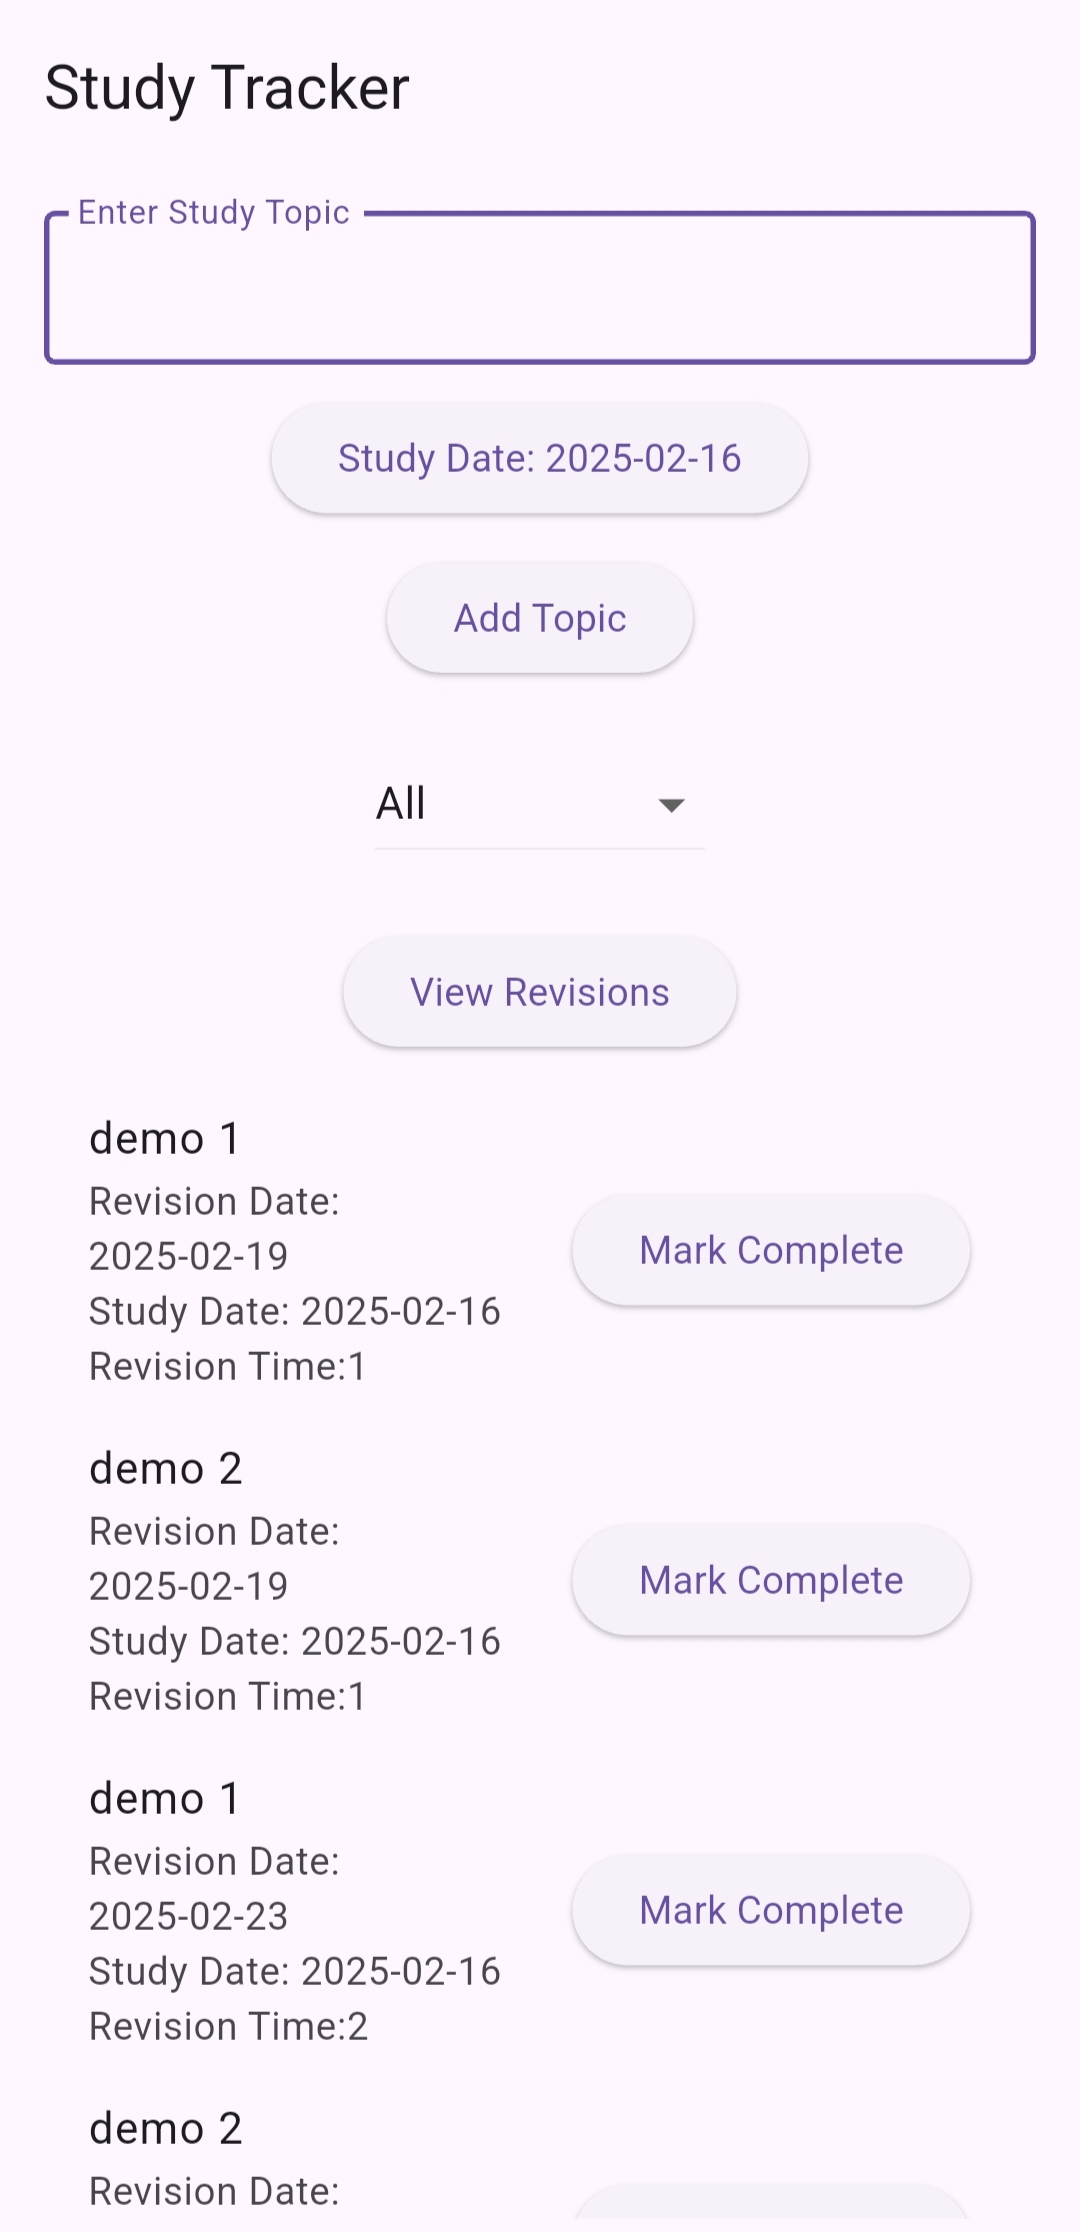 Study Tracker
Enter Study Topic
Study Date: 2025-02-16
Add Topic
All
View Revisions
demo 1
Revision Date:
2025-02-19
Study Date: 2025-02-16
Revision Time:1
Mark Complete
demo 2
Revision Date:
2025-02-19
Study Date: 2025-02-16
Revision Time:1
Mark Complete
demo 1
Revision Date:
2025-02-23
Study Date: 2025-02-16
Revision Time:2
Mark Complete
demo 2
Revision Date: